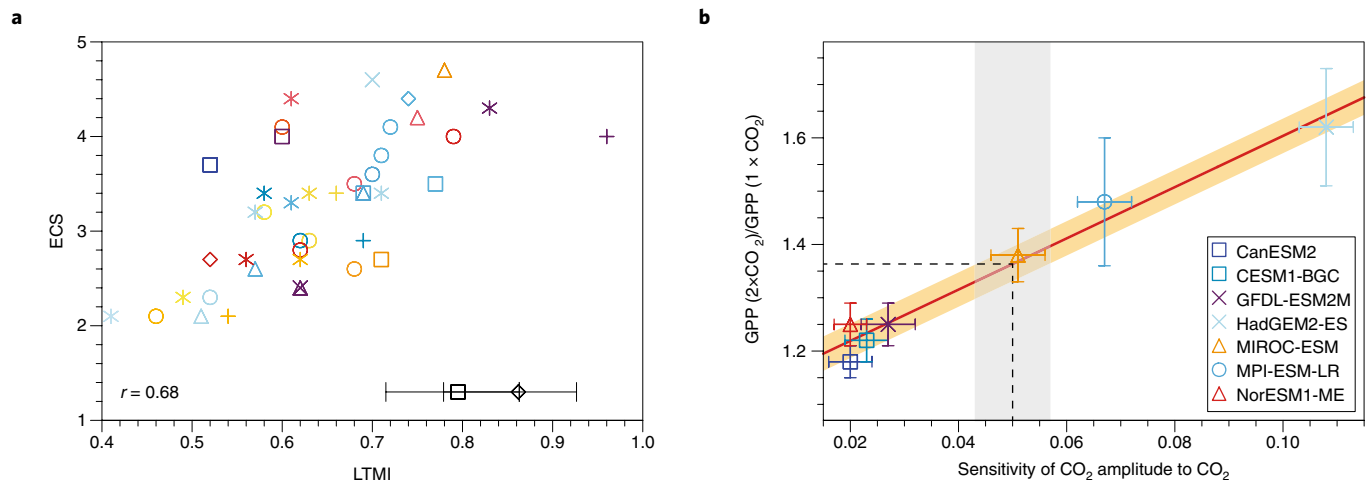 a
5
4
3
2
1
ECS
r = 0.68
0.4
0.5
0.6
0.7
0.8
0.9
1.0
LTMI
b
GPP (2×CO₂)/GPP (1 × CO₂)
1.6
1.4
1.2
CanESM2
CESM1-BGC
GFDL-ESM2M
HadGEM2-ES
MIROC-ESM
MPI-ESM-LR
NorESM1-ME
0.02
0.04
0.06
0.08
0.10
Sensitivity of CO₂ amplitude to CO₂